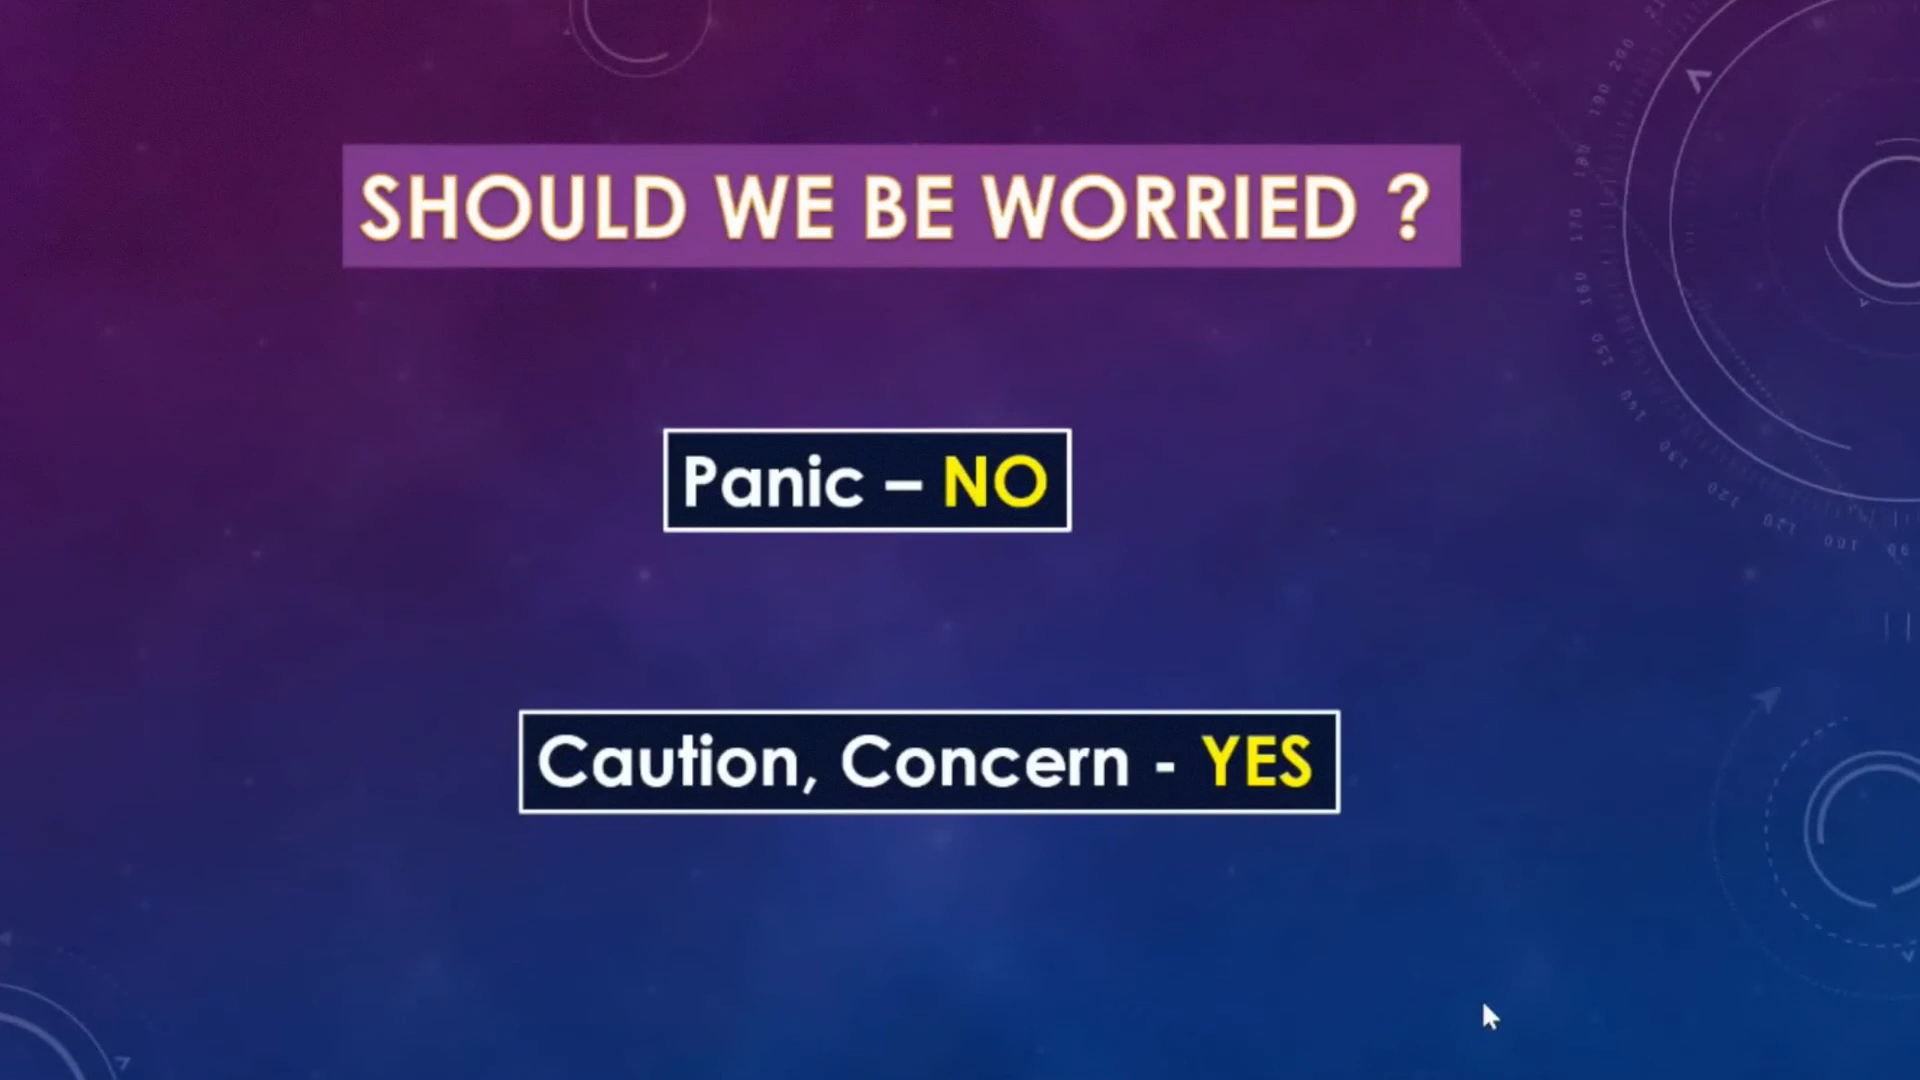 SHOULD WE BE WORRIED ?
Panic – NO
Caution, Concern - YES